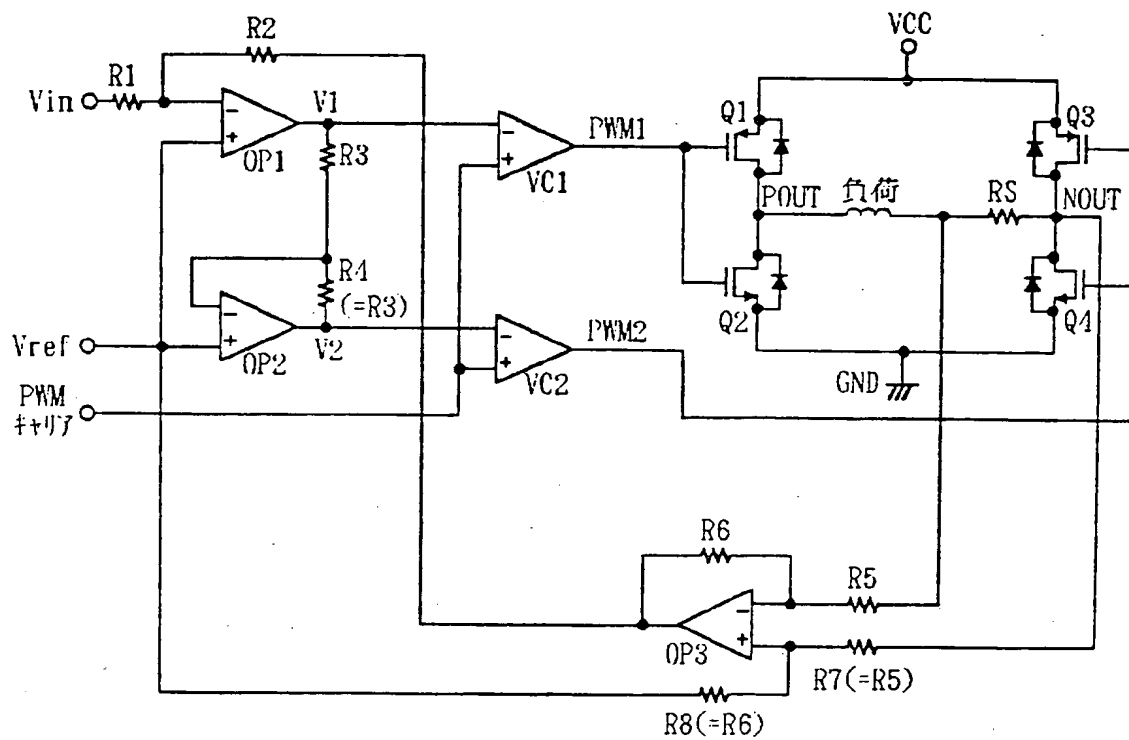 R2
VCC
R1
Vin
V1
Q1
Q3
PWM1
R3
OP1
VC1
POUT
負荷
RS
NOUT
R4
(=R3)
Q2
Q4
PWM2
Vref
OP2
V2
VC2
GND
PWM
キャリア
R6
R5
OP3
R7(=R5)
R8(=R6)